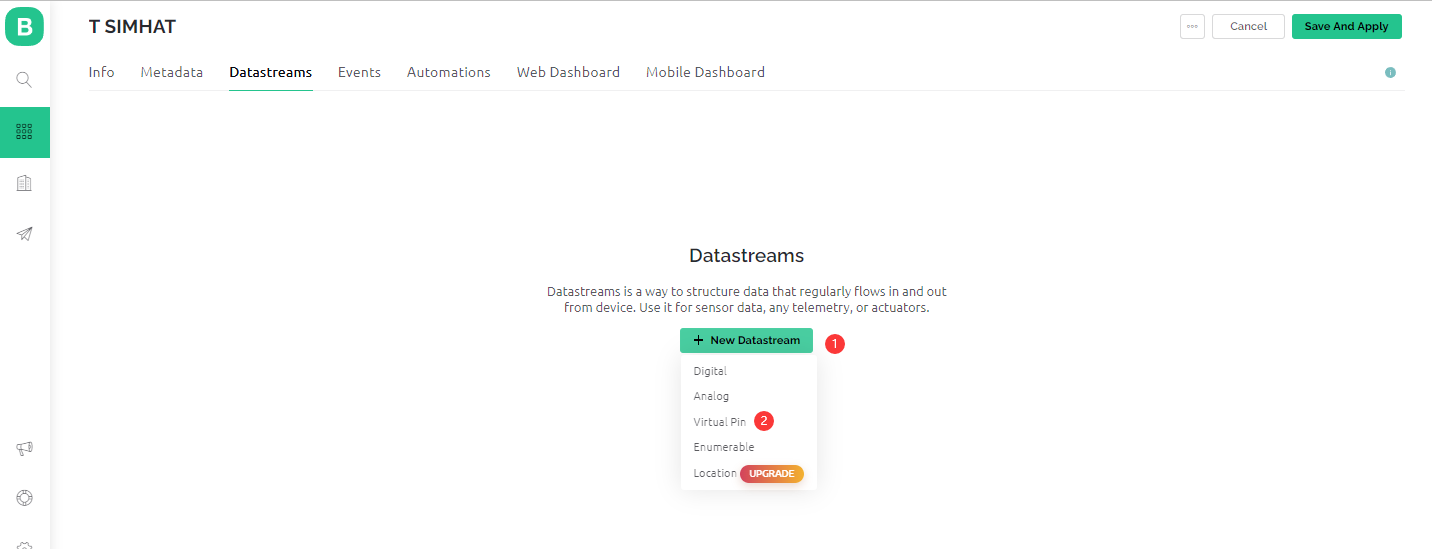 B
T SIMHAT
Cancel
Save And Apply
Info
Metadata
Datastreams
Events
Automations
Web Dashboard
Mobile Dashboard
Datastreams
Datastreams is a way to structure data that regularly flows in and out
from device. Use it for sensor data, any telemetry, or actuators.
+ New Datastream
1
Digital
Analog
Virtual Pin
2
Enumerable
Location UPGRADE